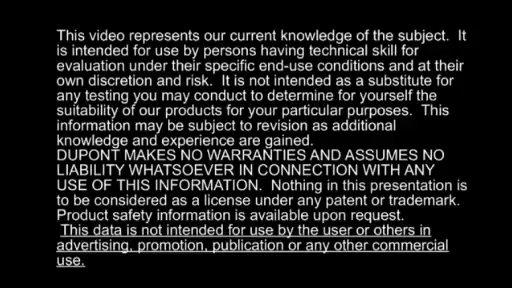 This video represents our current knowledge of the subject.  It
is intended for use by persons having technical skill for
evaluation under their specific end-use conditions and at their
own discretion and risk.  It is not intended as a substitute for
any testing you may conduct to determine for yourself the
suitability of our products for your particular purposes.  This
information may be subject to revision as additional
knowledge and experience are gained.
DUPONT MAKES NO WARRANTIES AND ASSUMES NO
LIABILITY WHATSOEVER IN CONNECTION WITH ANY
USE OF THIS INFORMATION.  Nothing in this presentation is
to be considered as a license under any patent or trademark.
Product safety information is available upon request.
This data is not intended for use by the user or others in
advertising, promotion, publication or any other commercial
use.